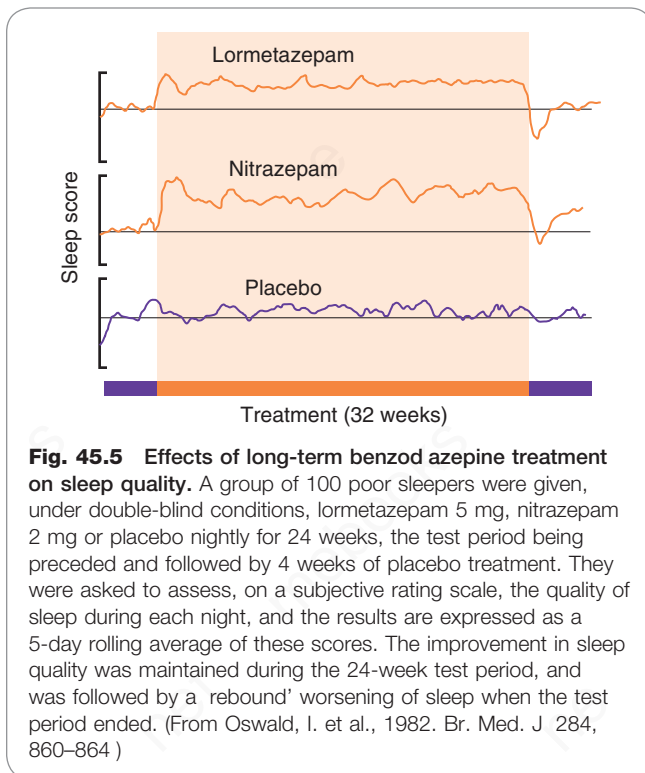 Lormetazepam
Nitrazepam
Sleep score
Placebo
Treatment (32 weeks)
Fig. 45.5 Effects of long-term benzod azepine treatment
on sleep quality. A group of 100 poor sleepers were given,
under double-blind conditions, lormetazepam 5 mg, nitrazepam
2 mg or placebo nightly for 24 weeks, the test period being
preceded and followed by 4 weeks of placebo treatment. They
were asked to assess, on a subjective rating scale, the quality of
sleep during each night, and the results are expressed as a
5-day rolling average of these scores. The improvement in sleep
quality was maintained during the 24-week test period, and
was followed by a rebound’ worsening of sleep when the test
period ended. (From Oswald, I. et al., 1982. Br. Med. J 284,
860–864 )